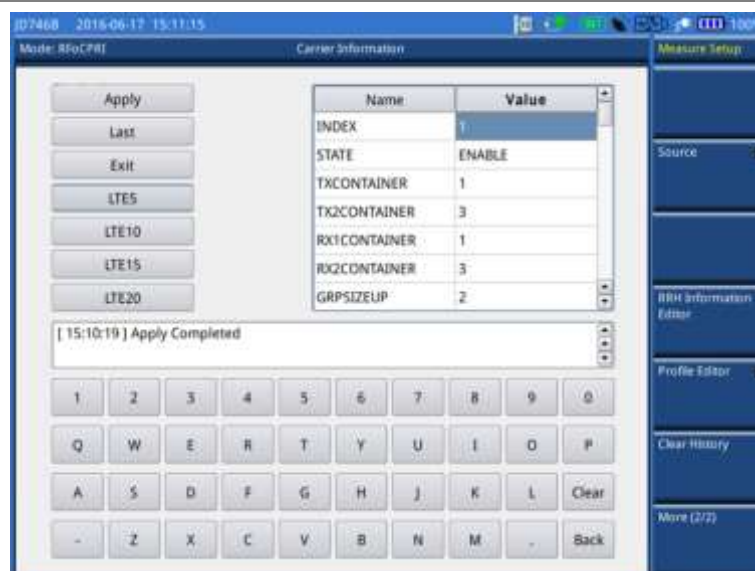 JD746B 2016-06-17 15:11:15 100%
Mode: RFoCPRI Carrier Information Measure Setup
Apply
Last
Exit
LTE5
LTE10
LTE15
LTE20
Name Value
INDEX 1
STATE ENABLE
TXCONTAINER 1
TX2CONTAINER 3
RX1CONTAINER 1
RX2CONTAINER 3
GRPSIZEUP 2
[ 15:10:19 ] Apply Completed
1 2 3 4 5 6 7 8 9 0
Q W E R T Y U I O P
A S D F G H J K L Clear
- Z X C V B N M . Back
Source
RRH Information
Editor
Profile Editor
Clear History
More (2/2)